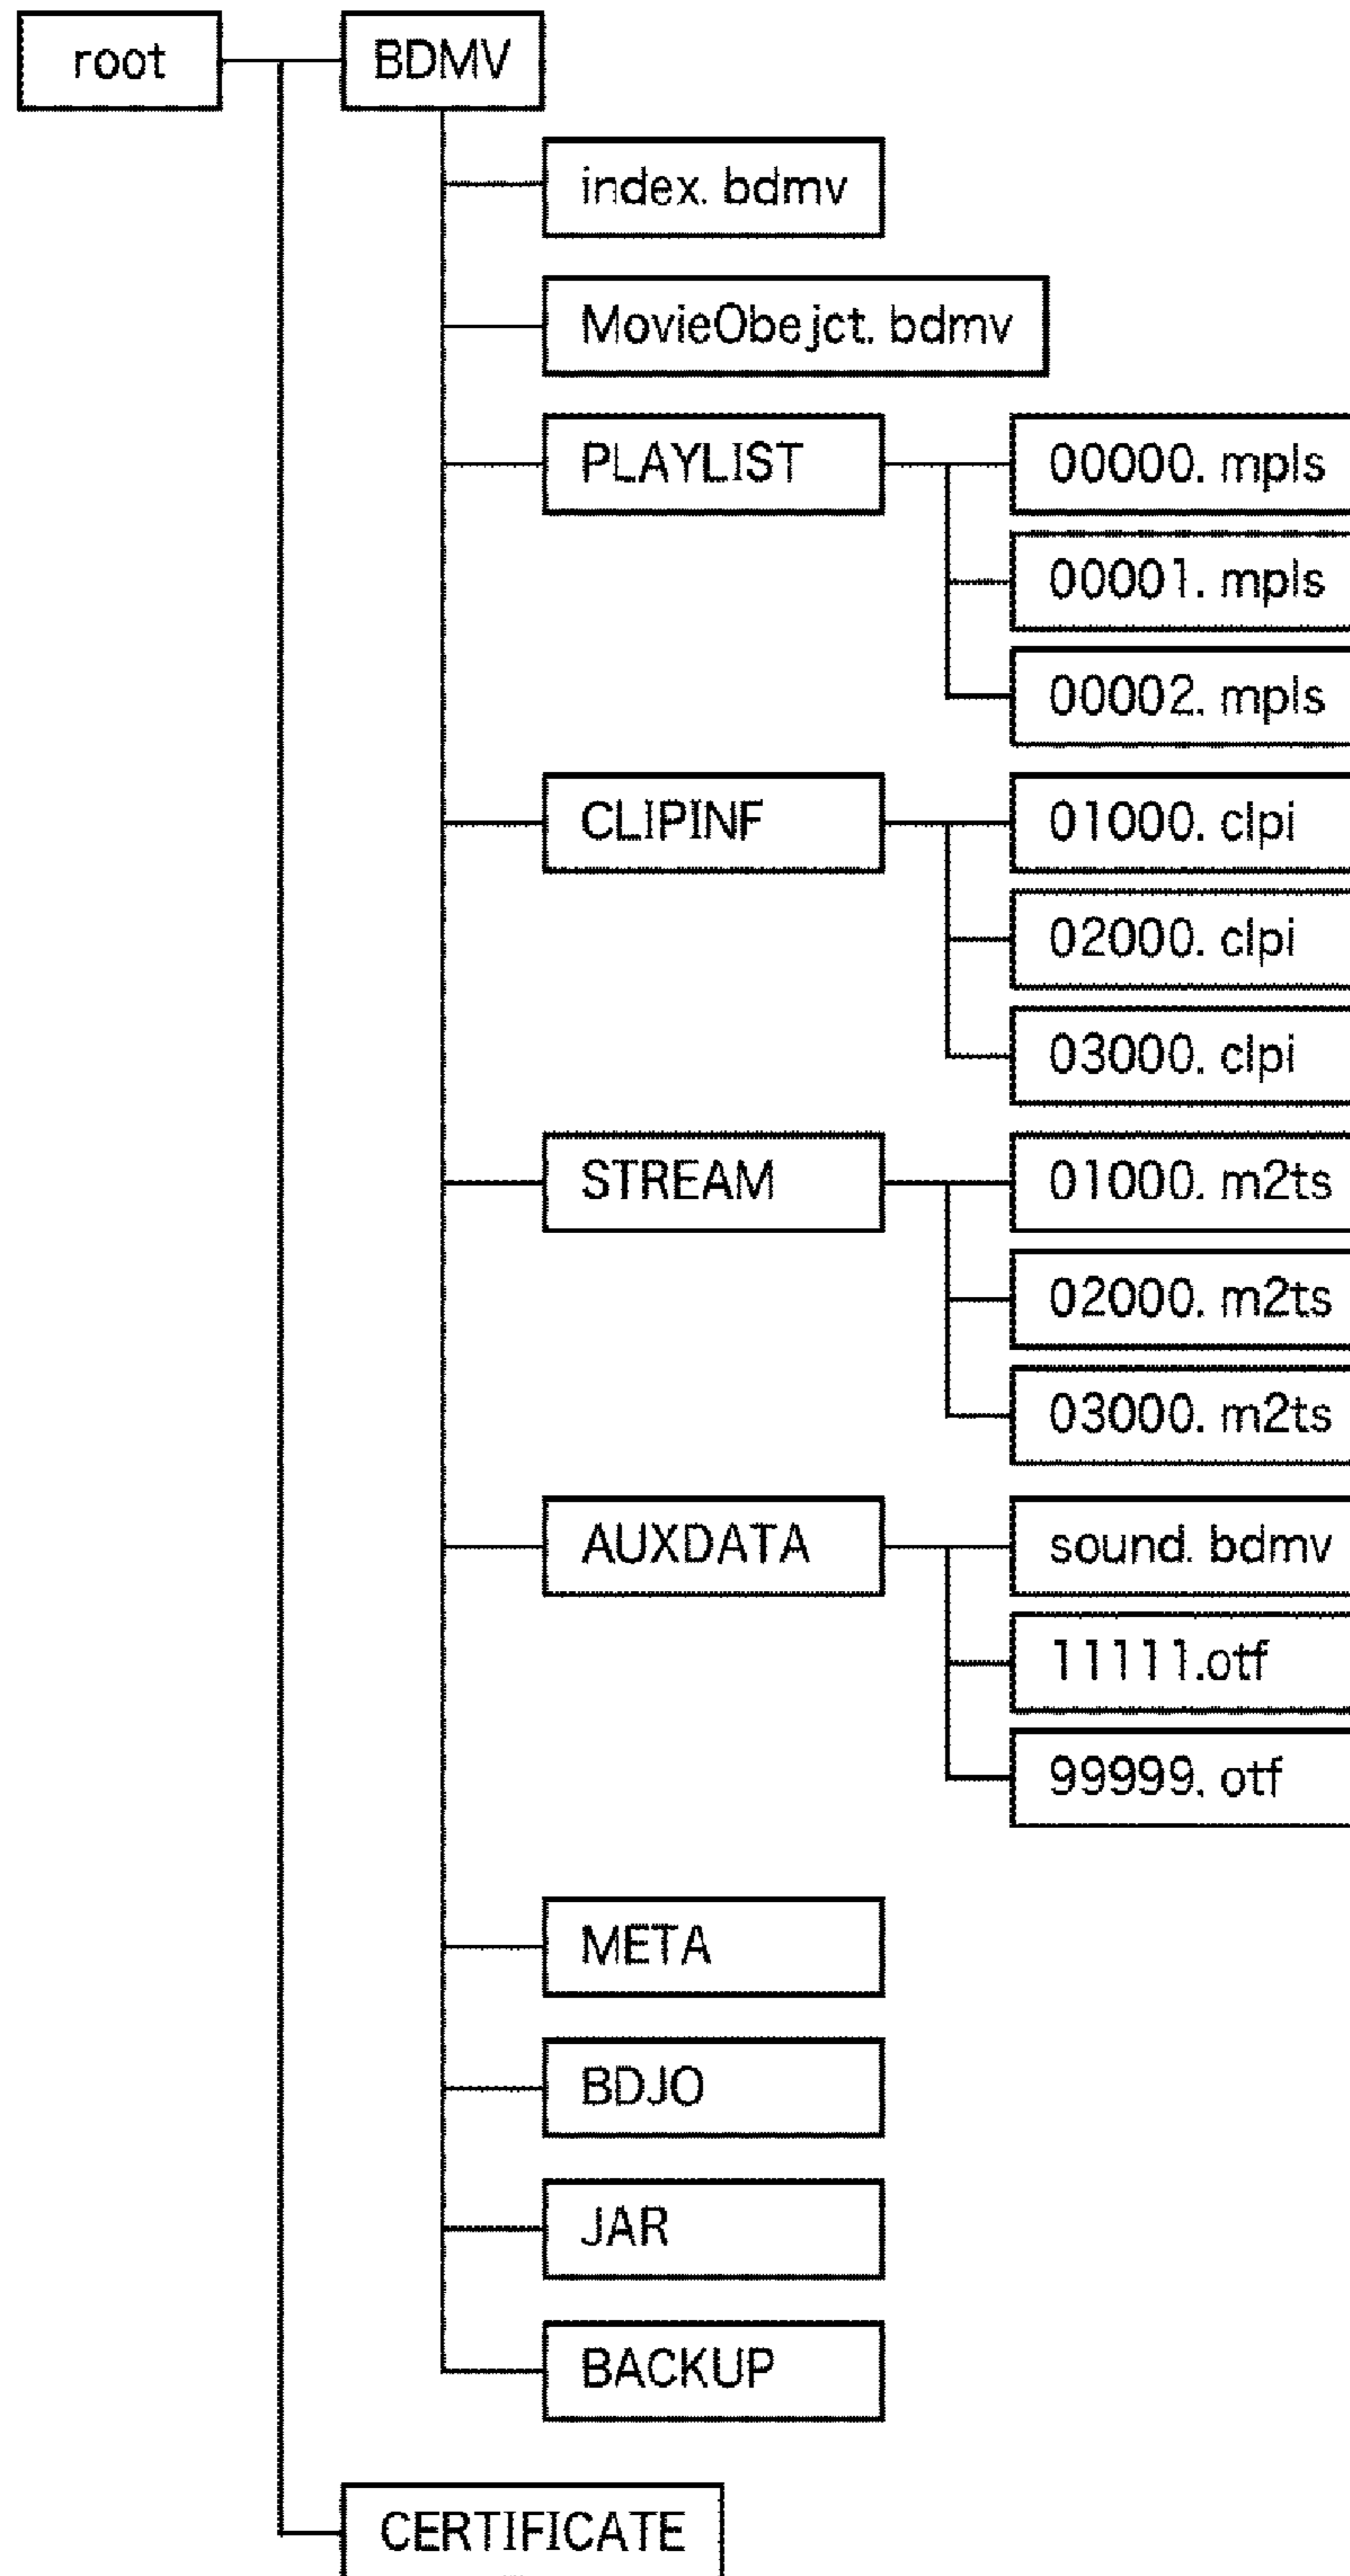 root
BDMV
index. bdmv
MovieObejct. bdmv
PLAYLIST
00000. mpls
00001. mpls
00002. mpls
CLIPINF
01000. clpi
02000. clpi
03000. clpi
STREAM
01000. m2ts
02000. m2ts
03000. m2ts
AUXDATA
sound. bdmv
11111.otf
99999. otf
META
BDJO
JAR
BACKUP
CERTIFICATE